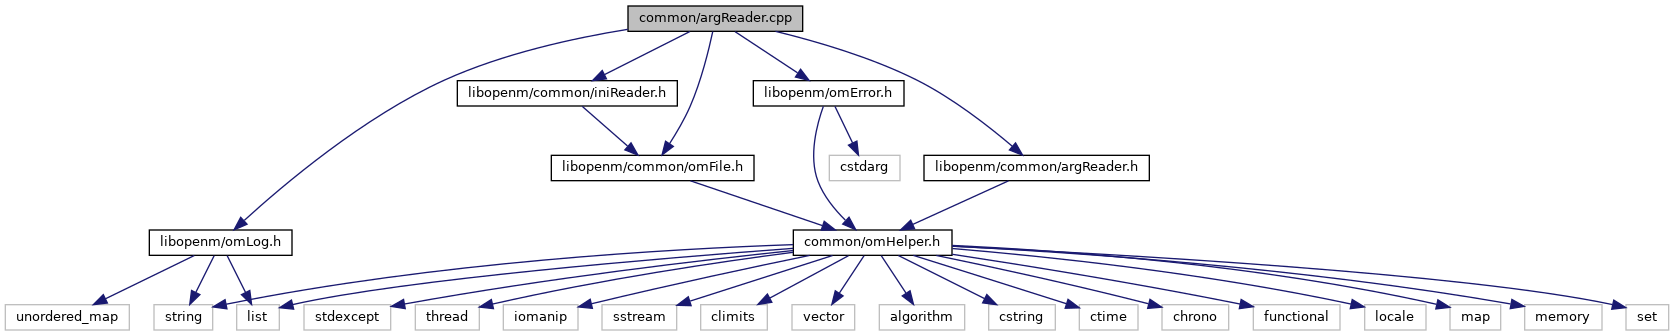 common/argReader.cpp
libopenm/common/iniReader.h
libopenm/omError.h
libopenm/common/omFile.h
cstdarg
libopenm/common/argReader.h
libopenm/omLog.h
common/omHelper.h
unordered_map
string
list
stdexcept
thread
iomanip
sstream
climits
vector
algorithm
cstring
ctime
chrono
functional
locale
map
memory
set